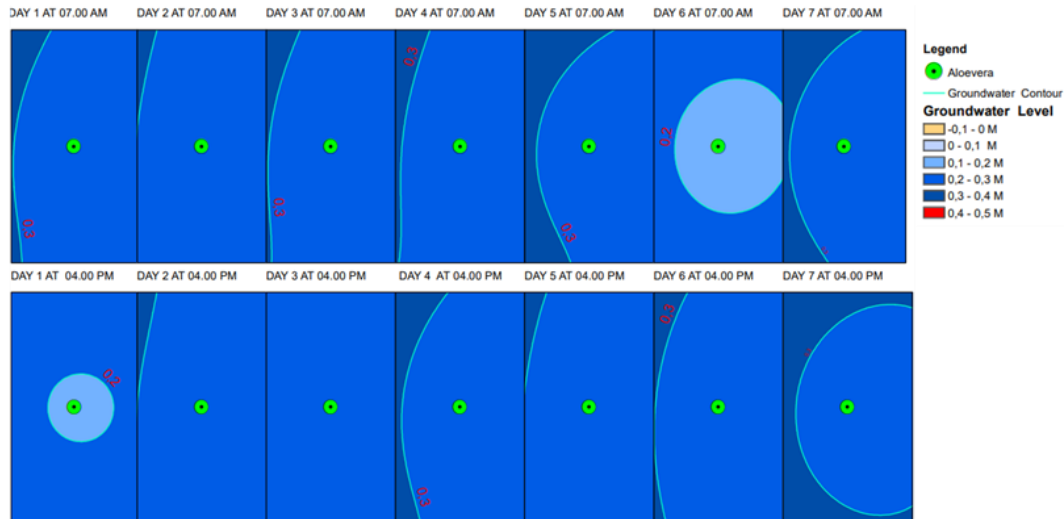 DAY 1 AT 07.00 AM
DAY 2 AT 07.00 AM
DAY 3 AT 07.00 AM
DAY 4 AT 07.00 AM
DAY 5 AT 07.00 AM
DAY 6 AT 07.00 AM
DAY 7 AT 07.00 AM
0,3
0,3
0,3
0,3
0,2
Legend
Aloevera
Groundwater Contour
Groundwater Level
-0,1 - 0 M
0 - 0,1 M
0,1 - 0,2 M
0,2 - 0,3 M
0,3 - 0,4 M
0,4 - 0,5 M
DAY 1 AT 04.00 PM
DAY 2 AT 04.00 PM
DAY 3 AT 04.00 PM
DAY 4 AT 04.00 PM
DAY 5 AT 04.00 PM
DAY 6 AT 04.00 PM
DAY 7 AT 04.00 PM
0,2
0,3
0,3